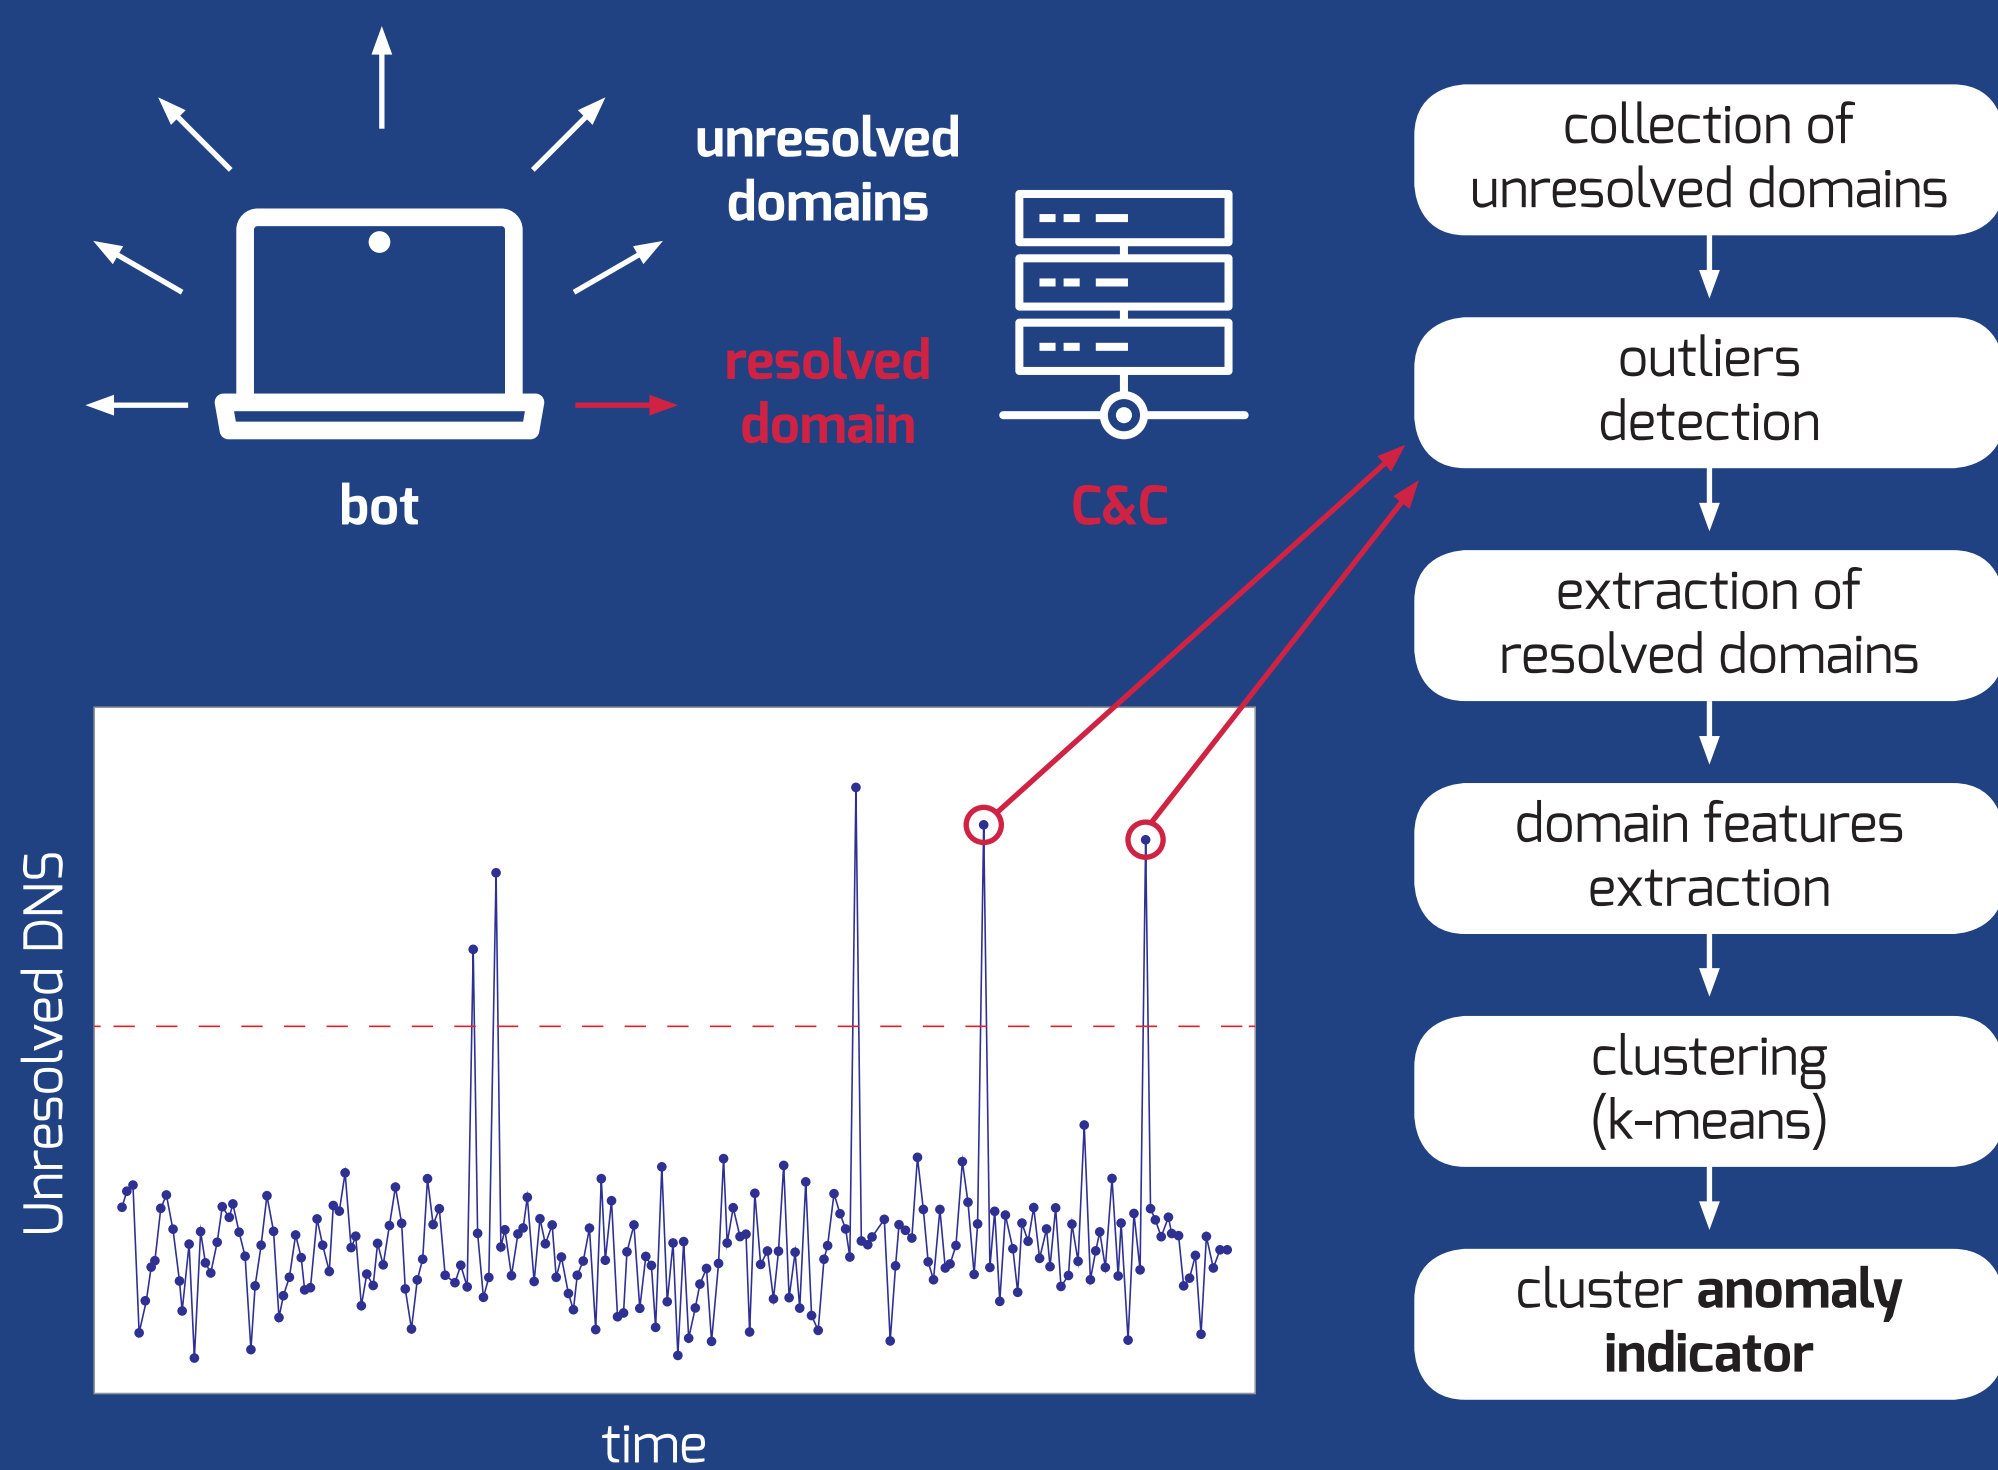 unresolved
domains
resolved
domain
bot
C&C
Unresolved DNS
time
collection of
unresolved domains
outliers
detection
extraction of
resolved domains
domain features
extraction
clustering
(k-means)
cluster anomaly
indicator